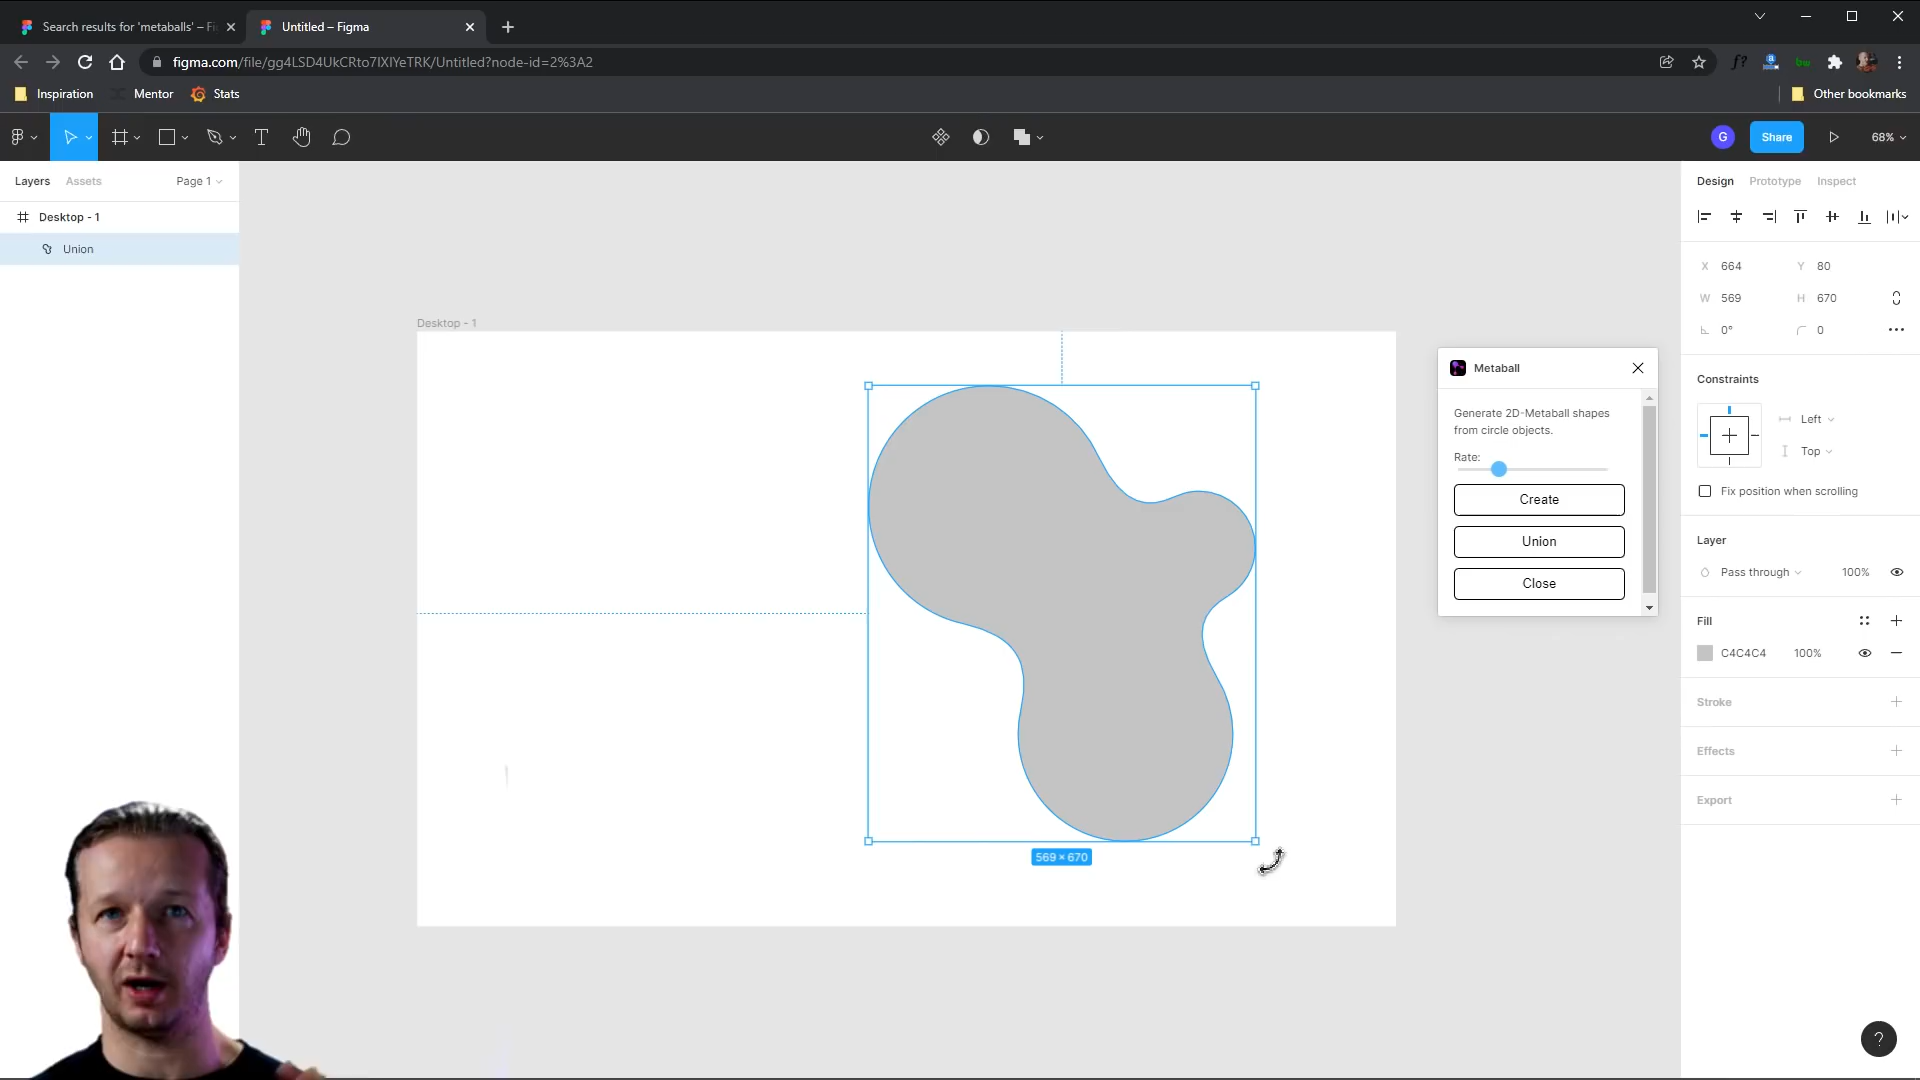 Search results for 'metaballs' – Fi
Untitled – Figma
figma.com/file/gg4LSD4UkCRto7IXlYeTRK/Untitled?node-id=2%3A2
f?
bw
Inspiration
Mentor
Stats
Other bookmarks
G
Share
68%
Layers
Assets
Page 1
Design
Prototype
Inspect
Desktop - 1
Union
X 664
Y 80
W 569
H 670
0°
0
Desktop - 1
Metaball
Generate 2D-Metaball shapes
from circle objects.
Rate:
Create
Union
Close
569 × 670
Constraints
Left
Top
Fix position when scrolling
Layer
Pass through
100%
Fill
C4C4C4
100%
Stroke
Effects
Export
?